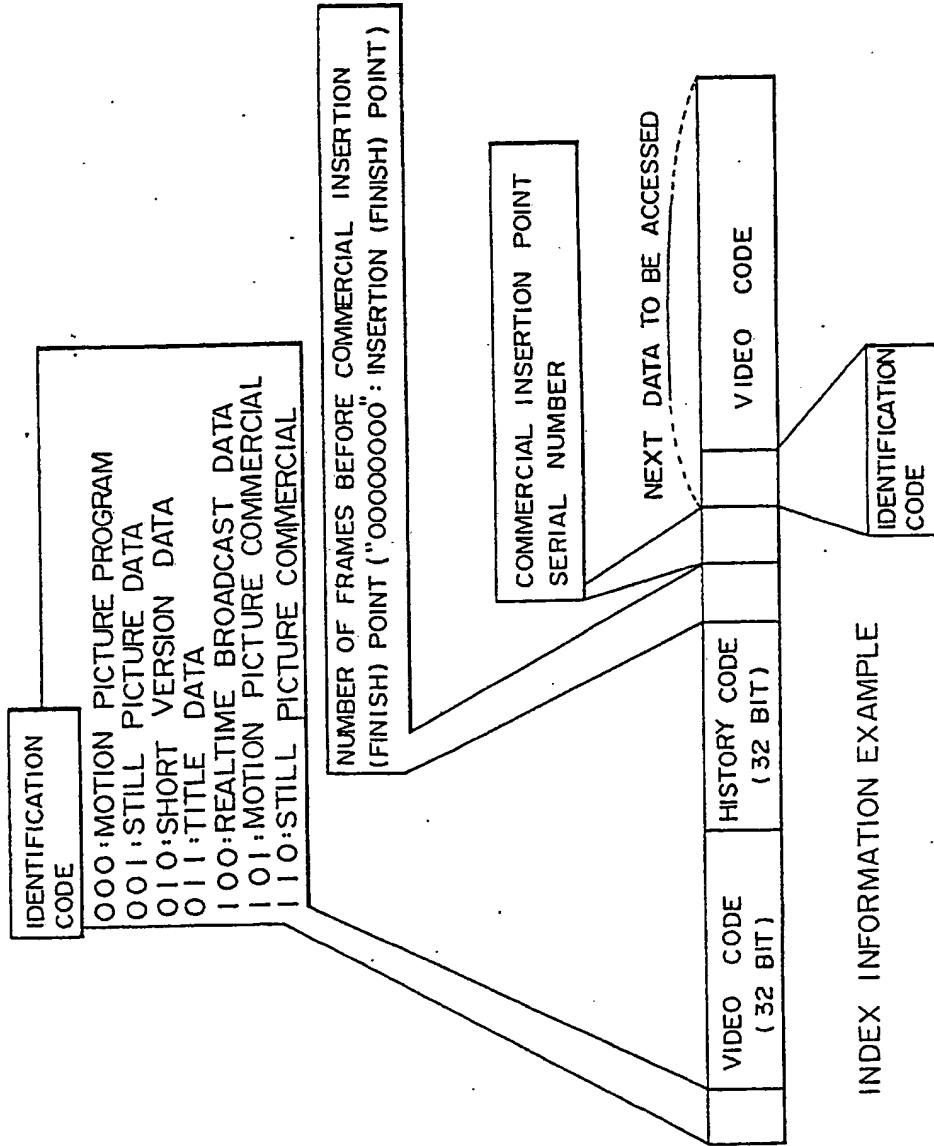 IDENTIFICATION
CODE
000:MOTION PICTURE PROGRAM
001:STILL PICTURE DATA
010:SHORT VERSION DATA
011:TITLE DATA
100:REALTIME BROADCAST DATA
101:MOTION PICTURE COMMERCIAL
110:STILL PICTURE COMMERCIAL
NUMBER OF FRAMES BEFORE COMMERCIAL INSERTION
(FINISH) POINT ("0000000": INSERTION (FINISH) POINT)
COMMERCIAL INSERTION POINT
SERIAL NUMBER
NEXT DATA TO BE ACCESSED
VIDEO CODE
(32 BIT)
HISTORY CODE
(32 BIT)
VIDEO CODE
IDENTIFICATION
CODE
INDEX INFORMATION EXAMPLE